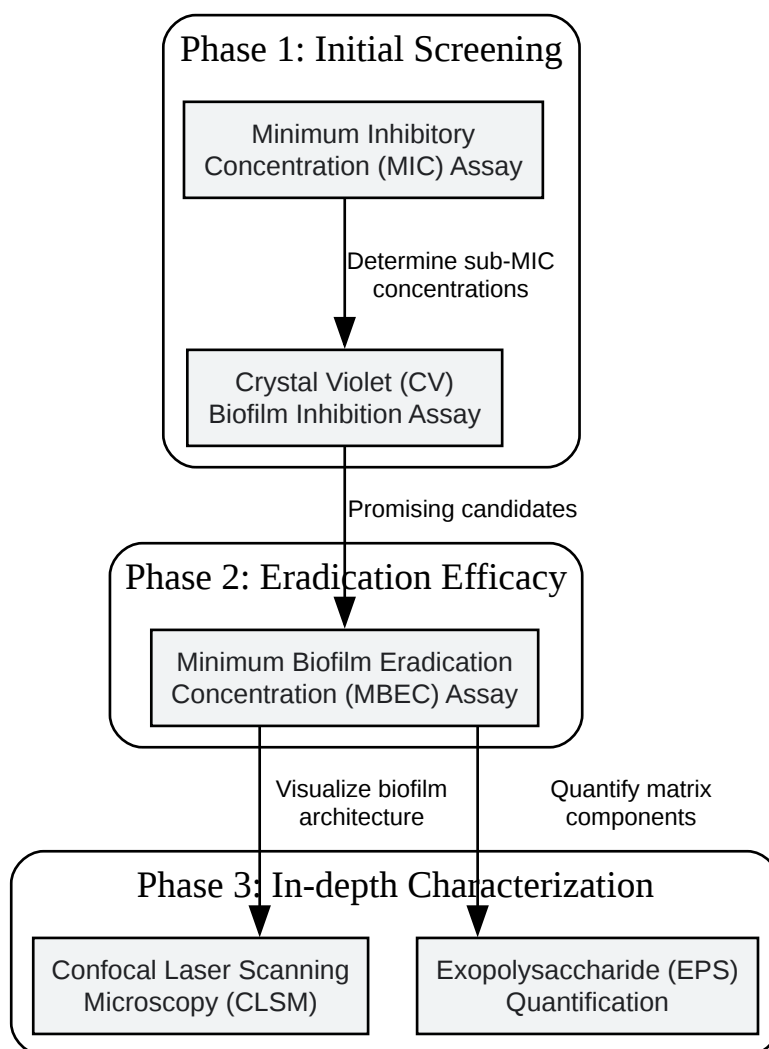 Phase 1: Initial Screening
Minimum Inhibitory
Concentration (MIC) Assay
Determine sub-MIC
concentrations
Crystal Violet (CV)
Biofilm Inhibition Assay
Promising candidates
Phase 2: Eradication Efficacy
Minimum Biofilm Eradication
Concentration (MBEC) Assay
Visualize biofilm
architecture
Quantify matrix
components
Phase 3: In-depth Characterization
Confocal Laser Scanning
Microscopy (CLSM)
Exopolysaccharide (EPS)
Quantification